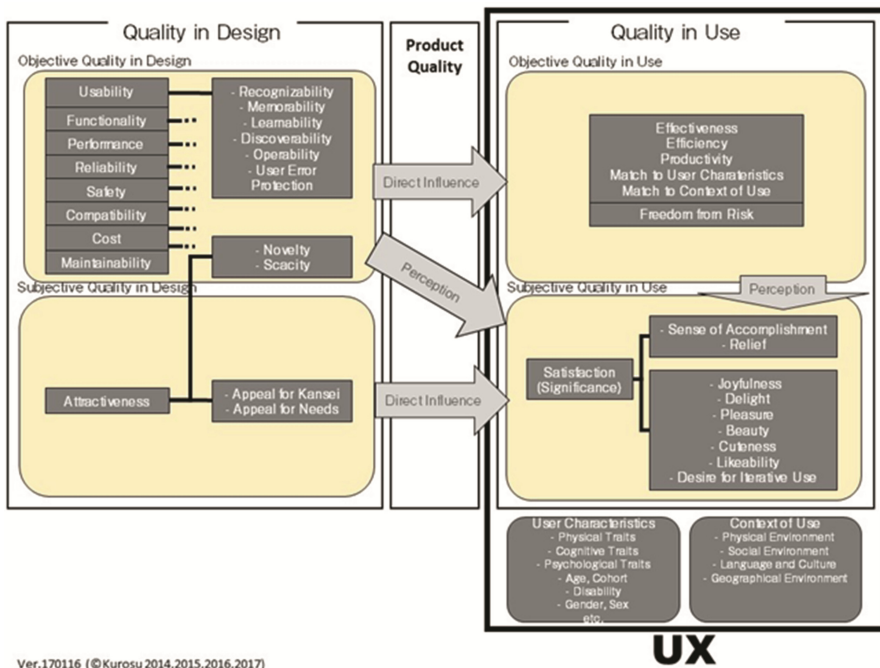 Quality in Design
Objective Quality in Design
Usability
Functionality
Performance
Reliability
Safety
Compatibility
Cost
Maintainability
- Recognizability
- Memorability
- Learnability
- Discoverability
- Operability
- User Error
Protection
- Novelty
- Scacity
Subjective Quality in Design
Attractiveness
- Appeal for Kansei
- Appeal for Needs
Product
Quality
Direct Influence
Perception
Direct Influence
Quality in Use
Objective Quality in Use
Effectiveness
Efficiency
Productivity
Match to User Charateristics
Match to Context of Use
Freedom from Risk
Perception
Subjective Quality in Use
Satisfaction
(Significance)
- Sense of Accomplishment
- Relief
- Joyfulness
- Delight
- Pleasure
- Beauty
- Cuteness
- Likeability
- Desire for Iterative Use
User Characteristics
- Physical Traits
- Cognitive Traits
- Psychological Traits
- Age, Cohort
- Disability
- Gender, Sex
etc.
Context of Use
- Physical Environment
- Social Environment
- Language and Culture
- Geographical Environment
UX
Ver.170116 (©Kurosu 2014,2015,2016,2017)